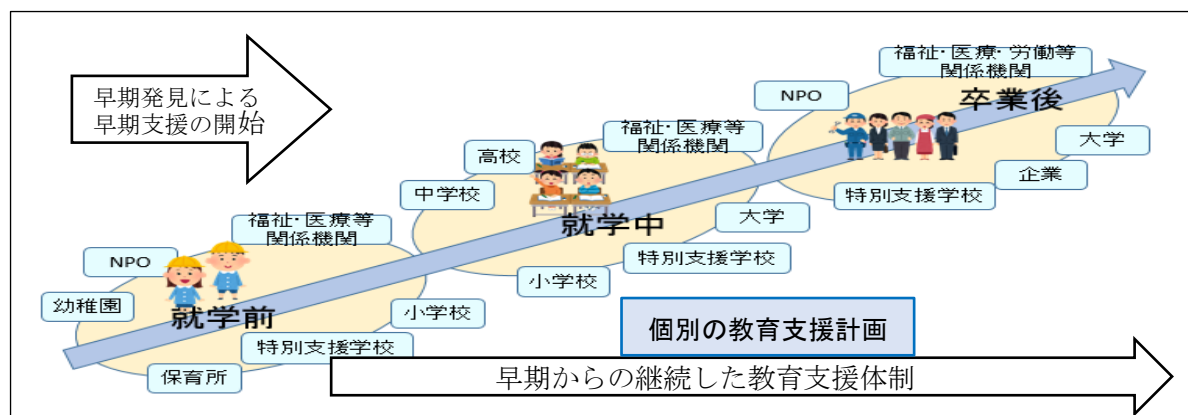 早期発見による
早期支援の開始
福祉・医療・労働等
関係機関
NPO
卒業後
大学
企業
特別支援学校
福祉・医療等
関係機関
高校
中学校
就学中
大学
特別支援学校
小学校
福祉・医療等
関係機関
NPO
幼稚園
就学前
小学校
特別支援学校
保育所
個別の教育支援計画
早期からの継続した教育支援体制